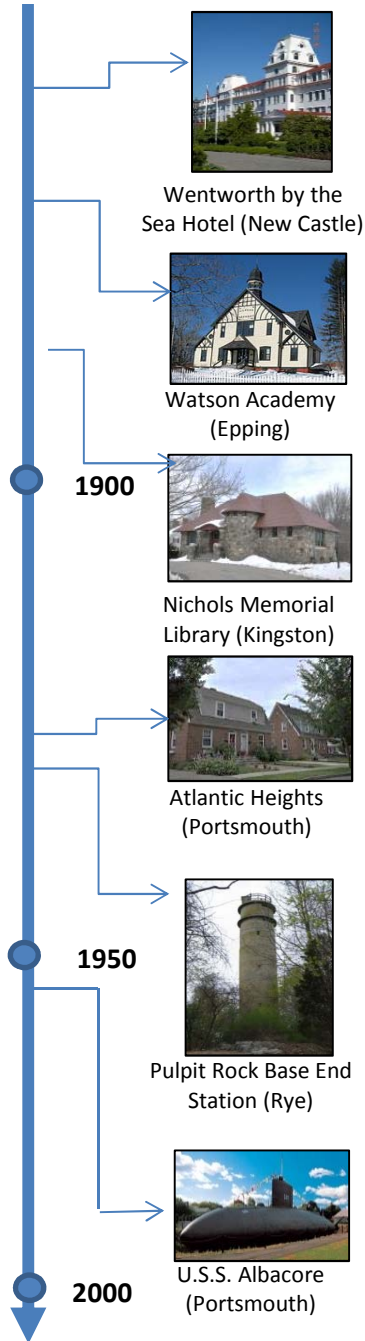 Wentworth by the
Sea Hotel (New Castle)
Watson Academy
(Epping)
1900
Nichols Memorial
Library (Kingston)
Atlantic Heights
(Portsmouth)
1950
Pulpit Rock Base End
Station (Rye)
U.S.S. Albacore
(Portsmouth)
2000